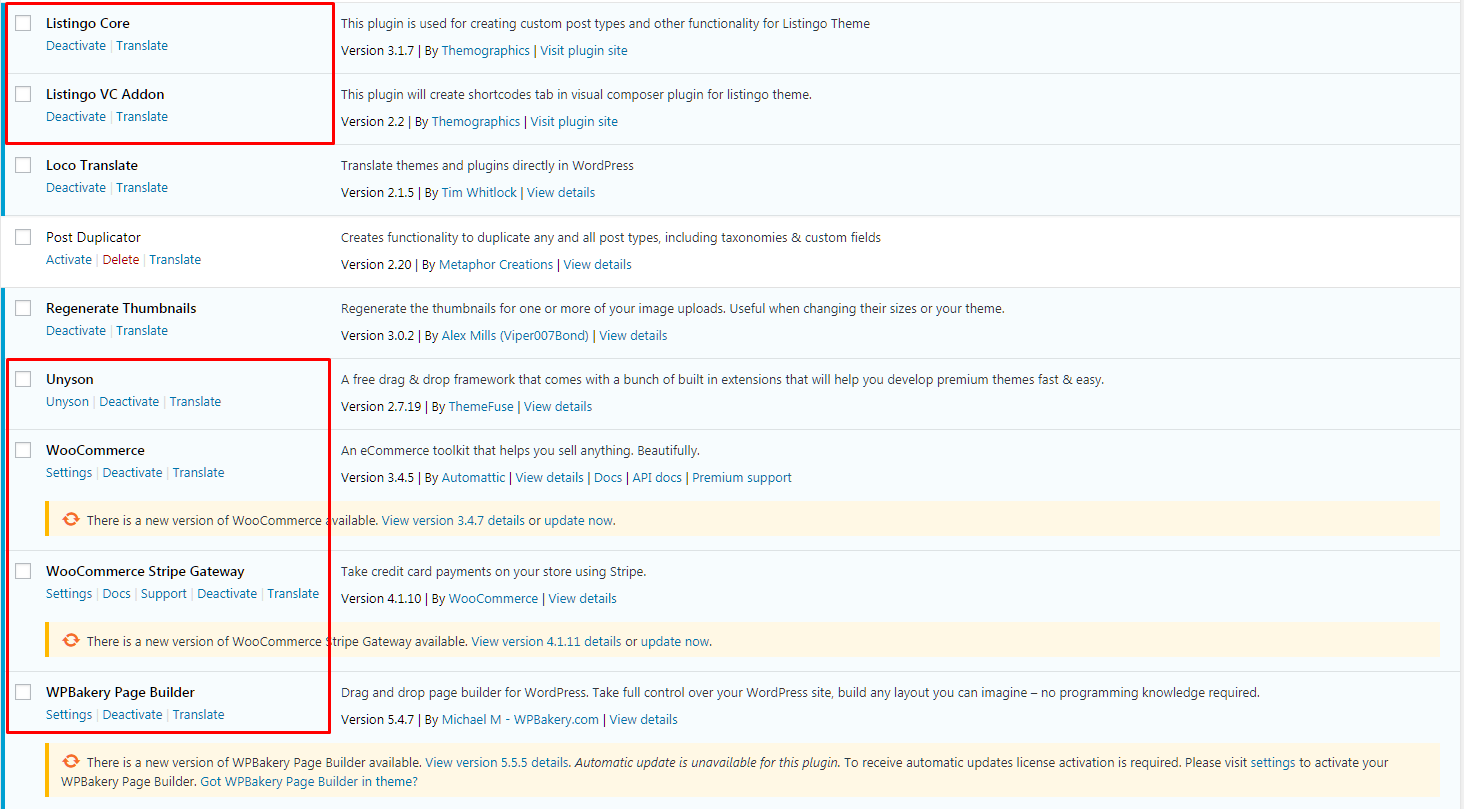 Listingo Core
This plugin is used for creating custom post types and other functionality for Listingo Theme
Deactivate | Translate
Version 3.1.7 | By Themographics | Visit plugin site
Listingo VC Addon
This plugin will create shortcodes tab in visual composer plugin for listingo theme.
Deactivate | Translate
Version 2.2 | By Themographics | Visit plugin site
Loco Translate
Translate themes and plugins directly in WordPress
Deactivate | Translate
Version 2.1.5 | By Tim Whitlock | View details
Post Duplicator
Creates functionality to duplicate any and all post types, including taxonomies & custom fields
Activate | Delete | Translate
Version 2.20 | By Metaphor Creations | View details
Regenerate Thumbnails
Regenerate the thumbnails for one or more of your image uploads. Useful when changing their sizes or your theme.
Deactivate | Translate
Version 3.0.2 | By Alex Mills (Viper007Bond) | View details
Unyson
A free drag & drop framework that comes with a bunch of built in extensions that will help you develop premium themes fast & easy.
Unyson | Deactivate | Translate
Version 2.7.19 | By ThemeFuse | View details
WooCommerce
An eCommerce toolkit that helps you sell anything. Beautifully.
Settings | Deactivate | Translate
Version 3.4.5 | By Automattic | View details | Docs | API docs | Premium support
There is a new version of WooCommerce available. View version 3.4.7 details or update now.
WooCommerce Stripe Gateway
Take credit card payments on your store using Stripe.
Settings | Docs | Support | Deactivate | Translate
Version 4.1.10 | By WooCommerce | View details
There is a new version of WooCommerce Stripe Gateway available. View version 4.1.11 details or update now.
WPBakery Page Builder
Drag and drop page builder for WordPress. Take full control over your WordPress site, build any layout you can imagine – no programming knowledge required.
Settings | Deactivate | Translate
Version 5.4.7 | By Michael M - WPBakery.com | View details
There is a new version of WPBakery Page Builder available. View version 5.5.5 details. Automatic update is unavailable for this plugin. To receive automatic updates license activation is required. Please visit settings to activate your
WPBakery Page Builder. Got WPBakery Page Builder in theme?